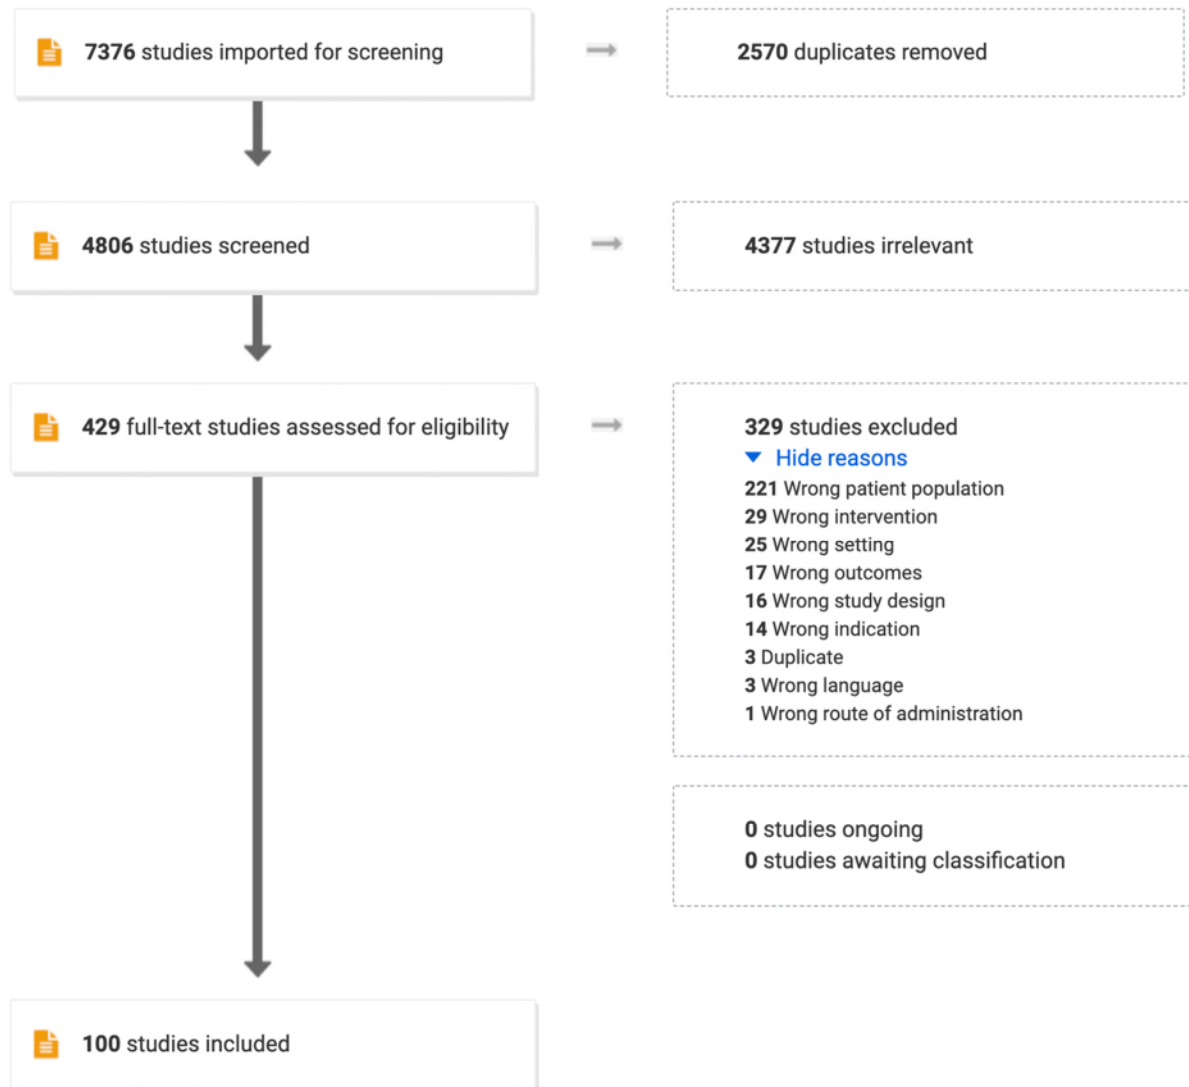 7376 studies imported for screening
2570 duplicates removed
4806 studies screened
4377 studies irrelevant
429 full-text studies assessed for eligibility
329 studies excluded
Hide reasons
221 Wrong patient population
29 Wrong intervention
25 Wrong setting
17 Wrong outcomes
16 Wrong study design
14 Wrong indication
3 Duplicate
3 Wrong language
1 Wrong route of administration
0 studies ongoing
0 studies awaiting classification
100 studies included